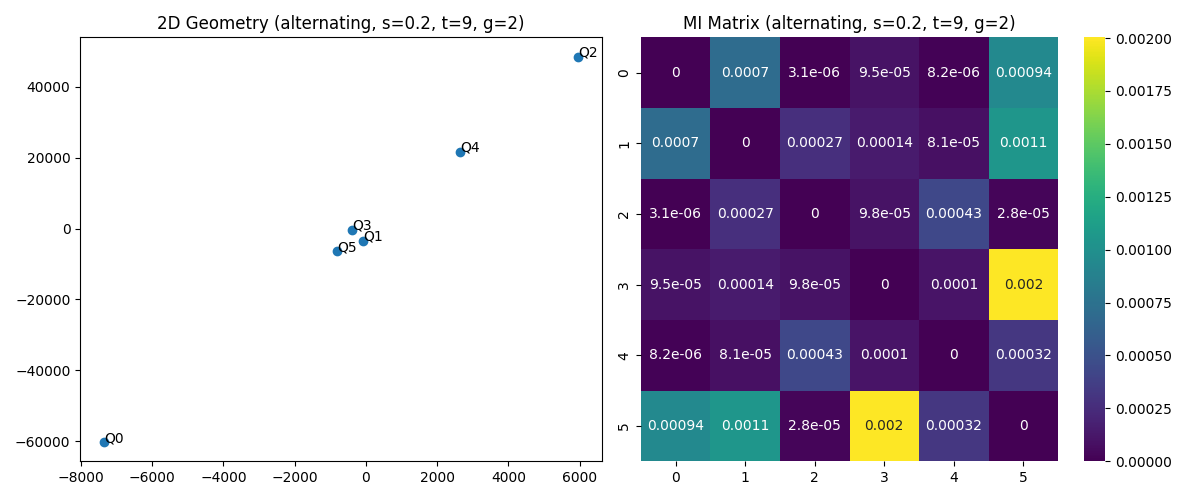 2D Geometry (alternating, s=0.2, t=9, g=2)
40000
20000
0
−20000
−40000
−60000
−8000 −6000 −4000 −2000 0 2000 4000 6000
Q2
Q4
Q3
Q1
Q5
Q0
MI Matrix (alternating, s=0.2, t=9, g=2)
0 0 0.0007 3.1e-06 9.5e-05 8.2e-06 0.00094
1 0.0007 0 0.00027 0.00014 8.1e-05 0.0011
2 3.1e-06 0.00027 0 9.8e-05 0.00043 2.8e-05
3 9.5e-05 0.00014 9.8e-05 0 0.0001 0.002
4 8.2e-06 8.1e-05 0.00043 0.0001 0 0.00032
5 0.00094 0.0011 2.8e-05 0.002 0.00032 0
0 1 2 3 4 5
0.00200
0.00175
0.00150
0.00125
0.00100
0.00075
0.00050
0.00025
0.00000